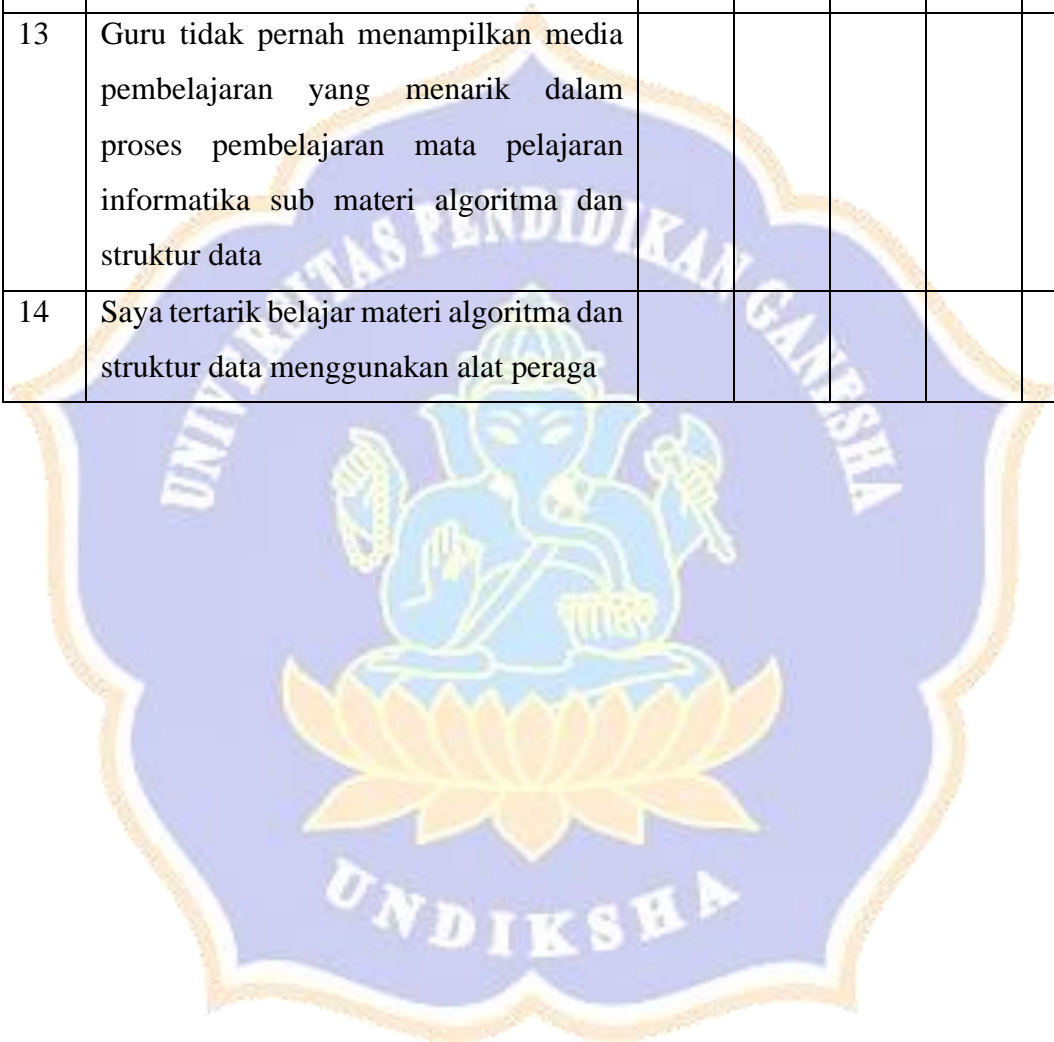 13 Guru tidak pernah menampilkan media
pembelajaran yang menarik dalam
proses pembelajaran mata pelajaran
informatika sub materi algoritma dan
struktur data
14 Saya tertarik belajar materi algoritma dan
struktur data menggunakan alat peraga
UNIVERSITAS PENDIDIKAN GANESHA
UNDIKSHA